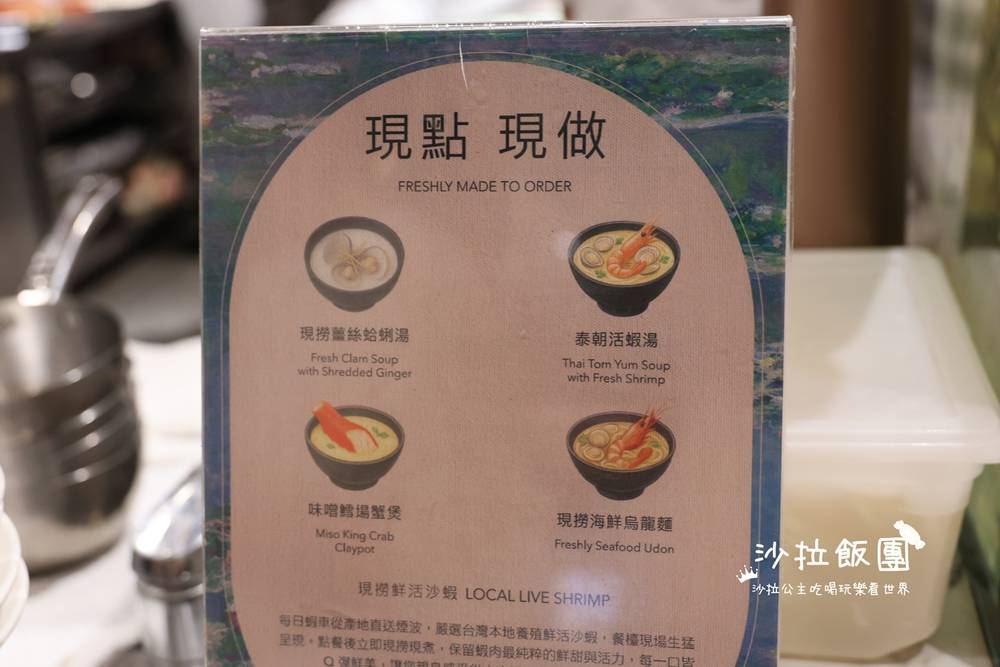 現點 現做
FRESHLY MADE TO ORDER
現撈薑絲蛤蜊湯
Fresh Clam Soup
with Shredded Ginger
泰朝活蝦湯
Thai Tom Yum Soup
with Fresh Shrimp
味噌鱈場蟹煲
Miso King Crab
Claypot
現撈海鮮烏龍麵
Freshly Seafood Udon
現撈鮮活沙蝦 LOCAL LIVE SHRIMP
每日蝦車從產地直送煙波，嚴選台灣本地養殖鮮活沙蝦，餐檯現場生猛
呈現。點餐後立即現撈現煮，保留蝦肉最純粹的鮮甜與活力，每一口皆
Q彈鮮美，讓您
沙拉飯團
沙拉公主吃喝玩樂看世界